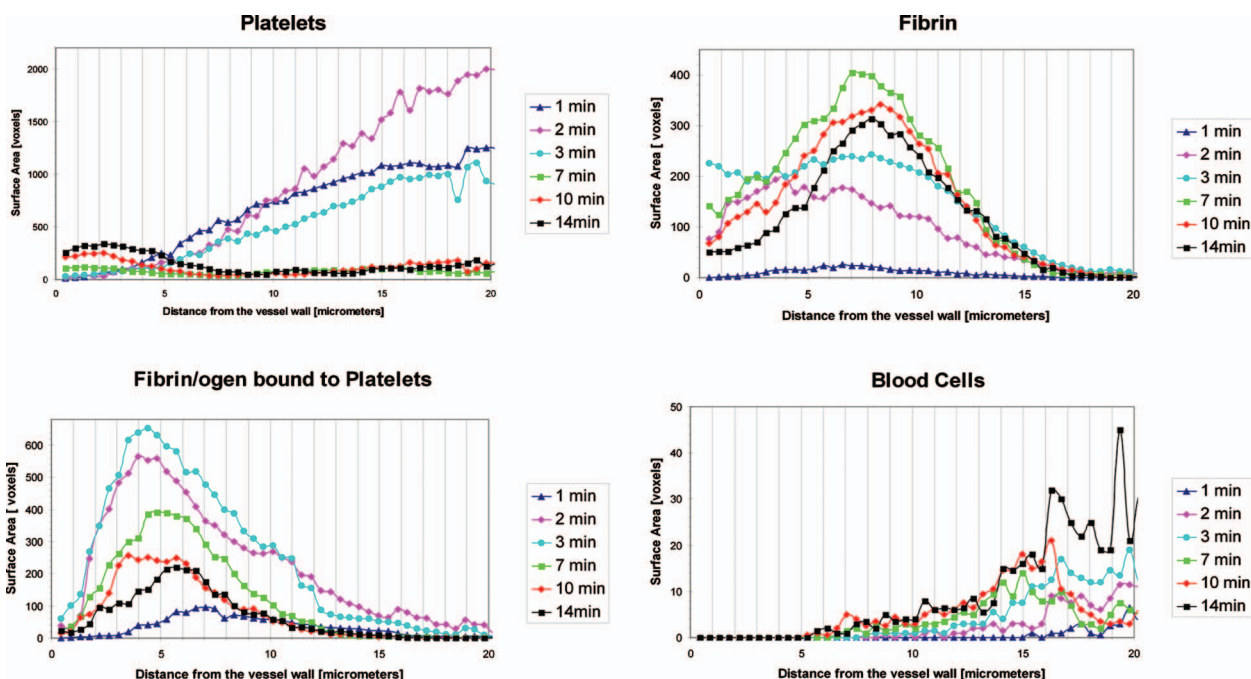 Platelets
Surface Area [voxels]
2000
1500
1000
500
0
0 5 10 15 20
Distance from the vessel wall [micrometers]
1 min
2 min
3 min
7 min
10 min
14min
Fibrin
Surface Area [voxels]
400
300
200
100
0
0 5 10 15 20
Distance from the vessel wall [micrometers]
1 min
2 min
3 min
7 min
10 min
14 min
Fibrin/ogen bound to Platelets
Surface Area [ voxels]
600
500
400
300
200
100
0
0 5 10 15 20
Distance from the vessel wall [micrometers]
1 min
2 min
3 min
7 min
10 min
14min
Blood Cells
Surface Area [voxels]
50
40
30
20
10
0
0 5 10 15 20
Distance from the vessel wall [micrometers]
1 min
2 min
3 min
7 min
10 min
14 min